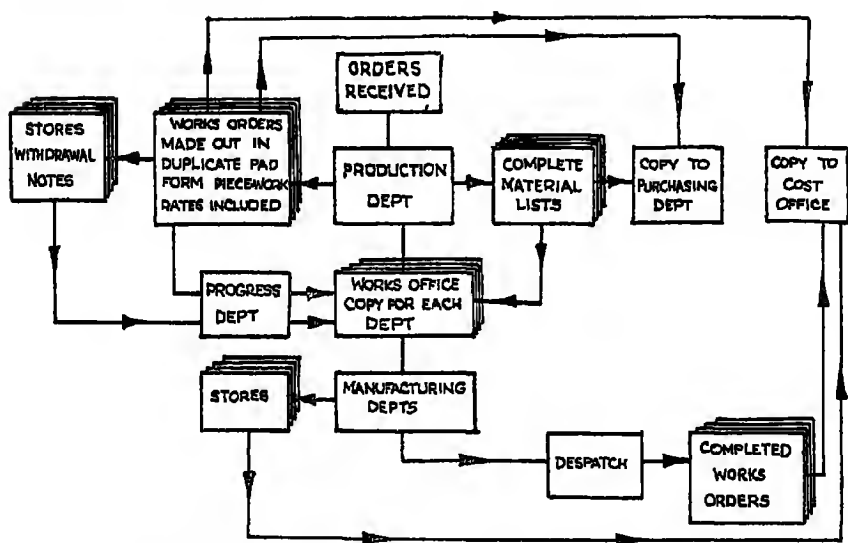 ORDERS
RECEIVED
STORES
WITHDRAWAL
NOTES
WORKS ORDERS
MADE OUT IN
DUPLICATE PAD
FORM PIECEWORK
RATES INCLUDED
PRODUCTION
DEPT
COMPLETE
MATERIAL
LISTS
COPY TO
PURCHASING
DEPT
COPY TO
COST
OFFICE
PROGRESS
DEPT
WORKS OFFICE
COPY FOR EACH
DEPT
STORES
MANUFACTURING
DEPTS
DESPATCH
COMPLETED
WORKS
ORDERS